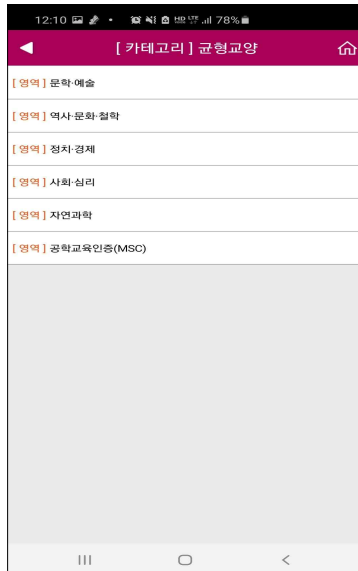 12:10 78%
[ 카테고리 ] 균형교양
[ 영역 ] 문학·예술
[ 영역 ] 역사·문화·철학
[ 영역 ] 정치·경제
[ 영역 ] 사회·심리
[ 영역 ] 자연과학
[ 영역 ] 공학교육인증(MSC)